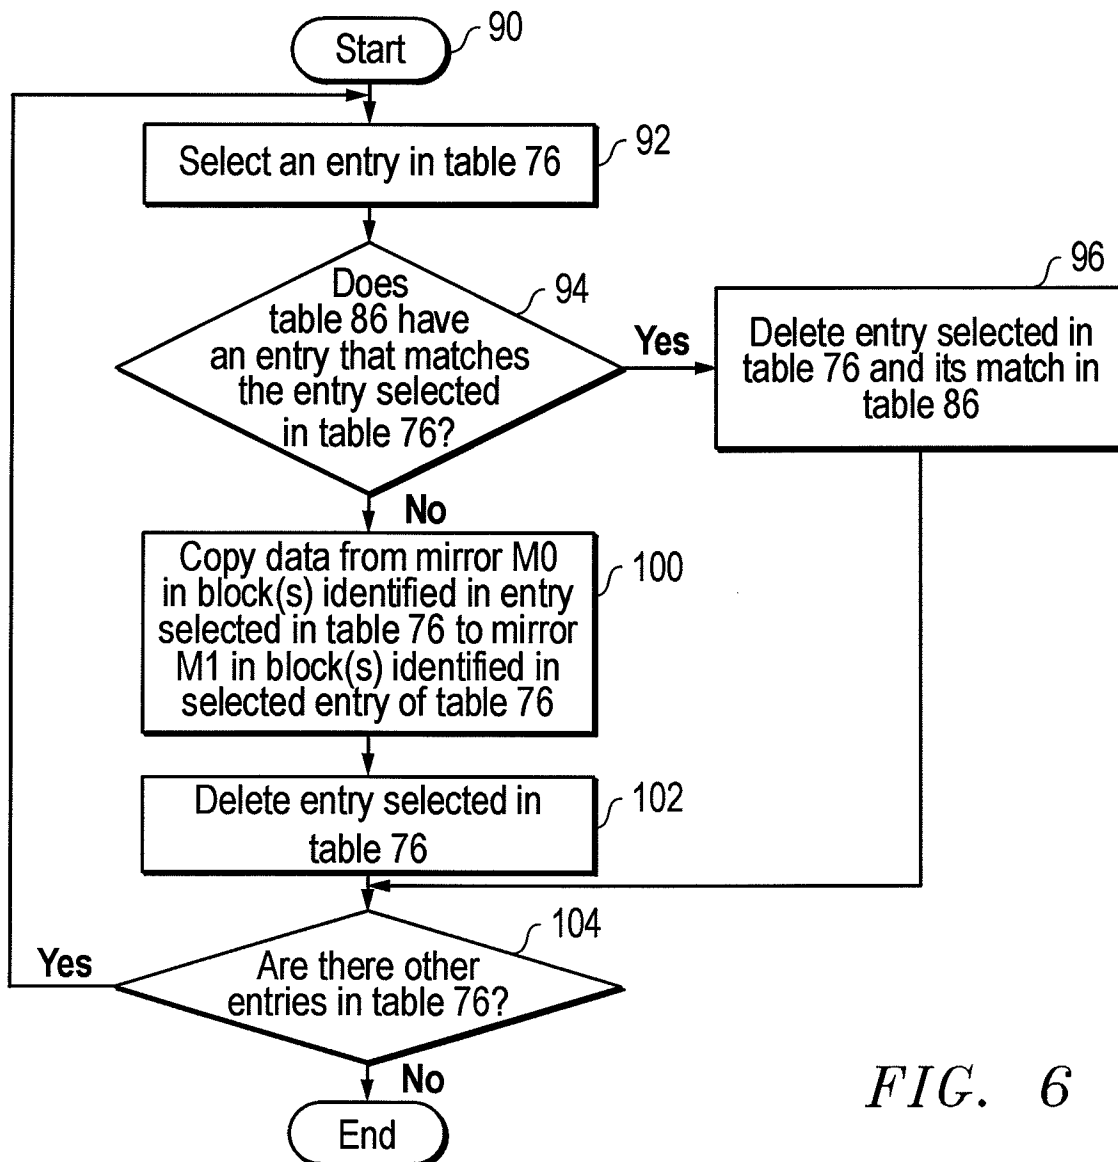 Start
90
Select an entry in table 76
92
Does
table 86 have
an entry that matches
the entry selected
in table 76?
94
Yes
96
Delete entry selected in
table 76 and its match in
table 86
No
Copy data from mirror M0
in block(s) identified in entry
selected in table 76 to mirror
M1 in block(s) identified in
selected entry of table 76
100
Delete entry selected in
table 76
102
104
Yes
Are there other
entries in table 76?
No
End
FIG. 6